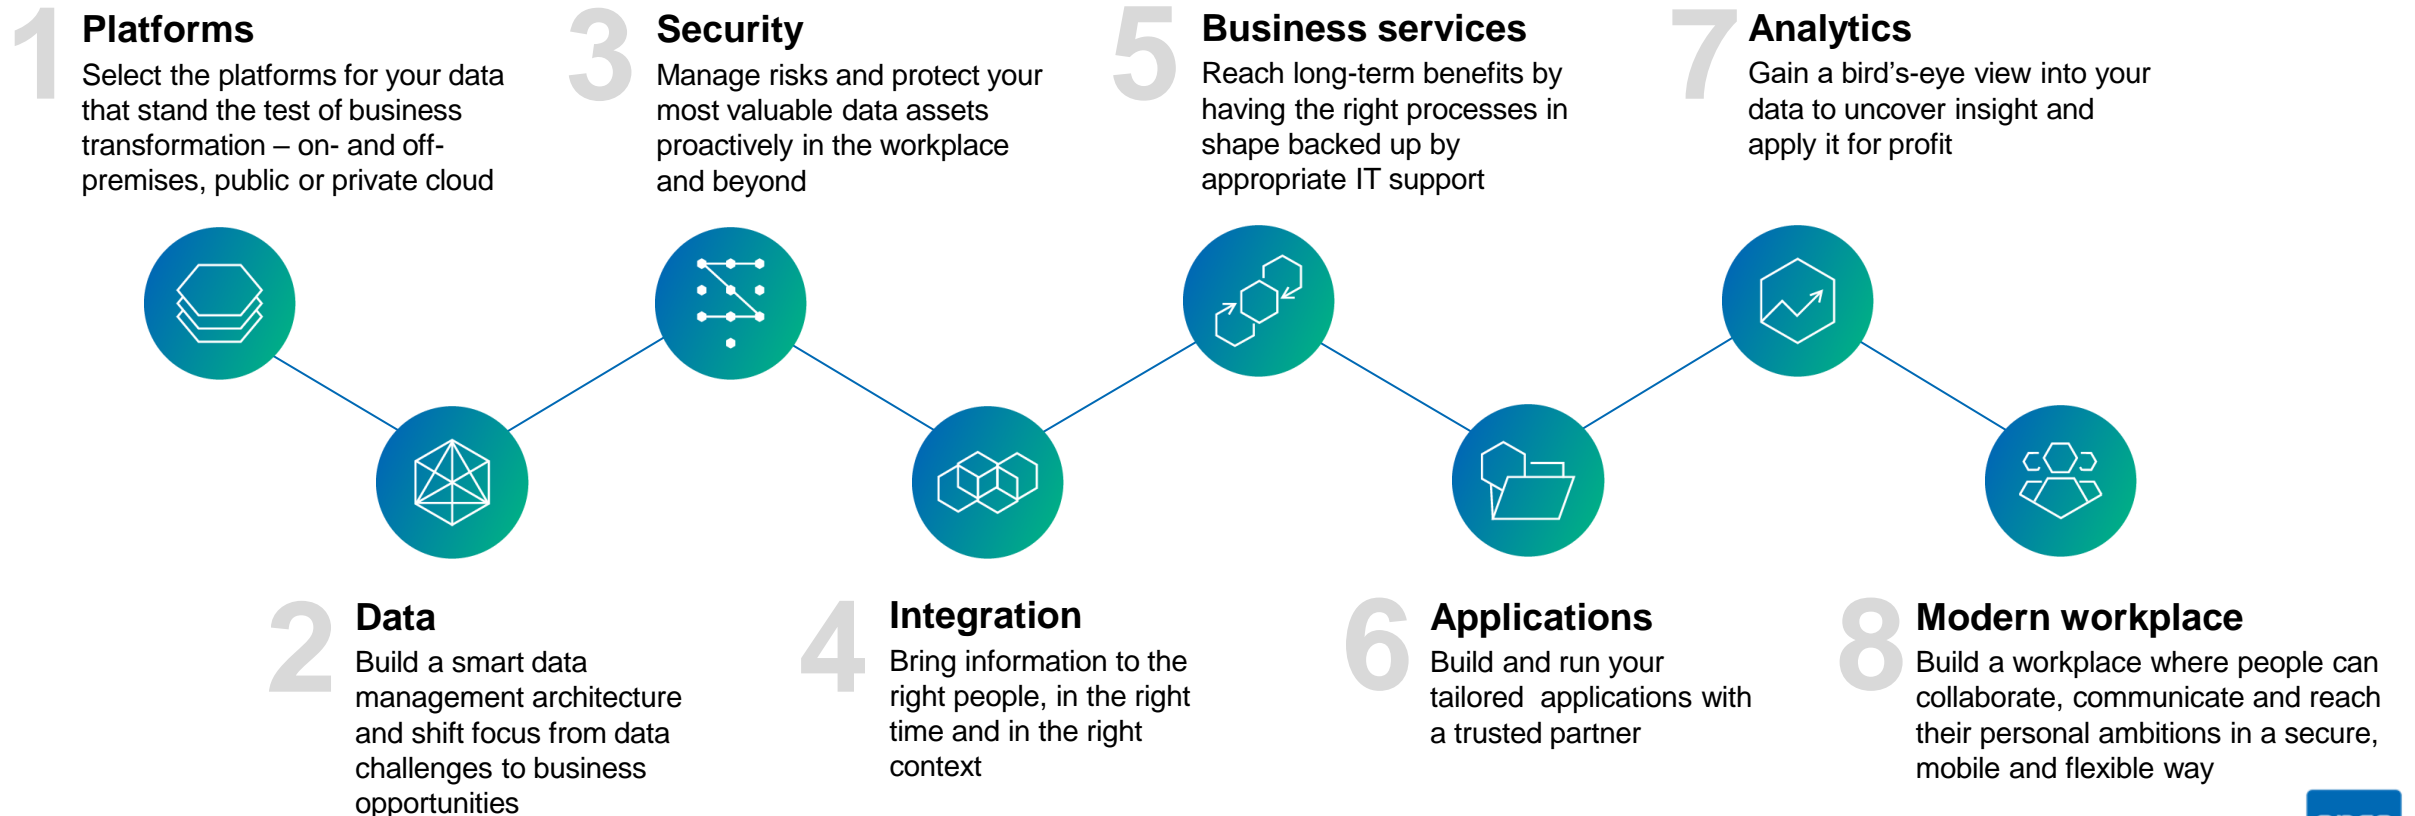 1
Platforms
Select the platforms for your data
that stand the test of business
transformation – on- and off-
premises, public or private cloud
2
Data
Build a smart data
management architecture
and shift focus from data
challenges to business
opportunities
3
Security
Manage risks and protect your
most valuable data assets
proactively in the workplace
and beyond
4
Integration
Bring information to the
right people, in the right
time and in the right
context
5
Business services
Reach long-term benefits by
having the right processes in
shape backed up by
appropriate IT support
6
Applications
Build and run your
tailored  applications with
a trusted partner
7
Analytics
Gain a bird’s-eye view into your
data to uncover insight and
apply it for profit
8
Modern workplace
Build a workplace where people can
collaborate, communicate and reach
their personal ambitions in a secure,
mobile and flexible way